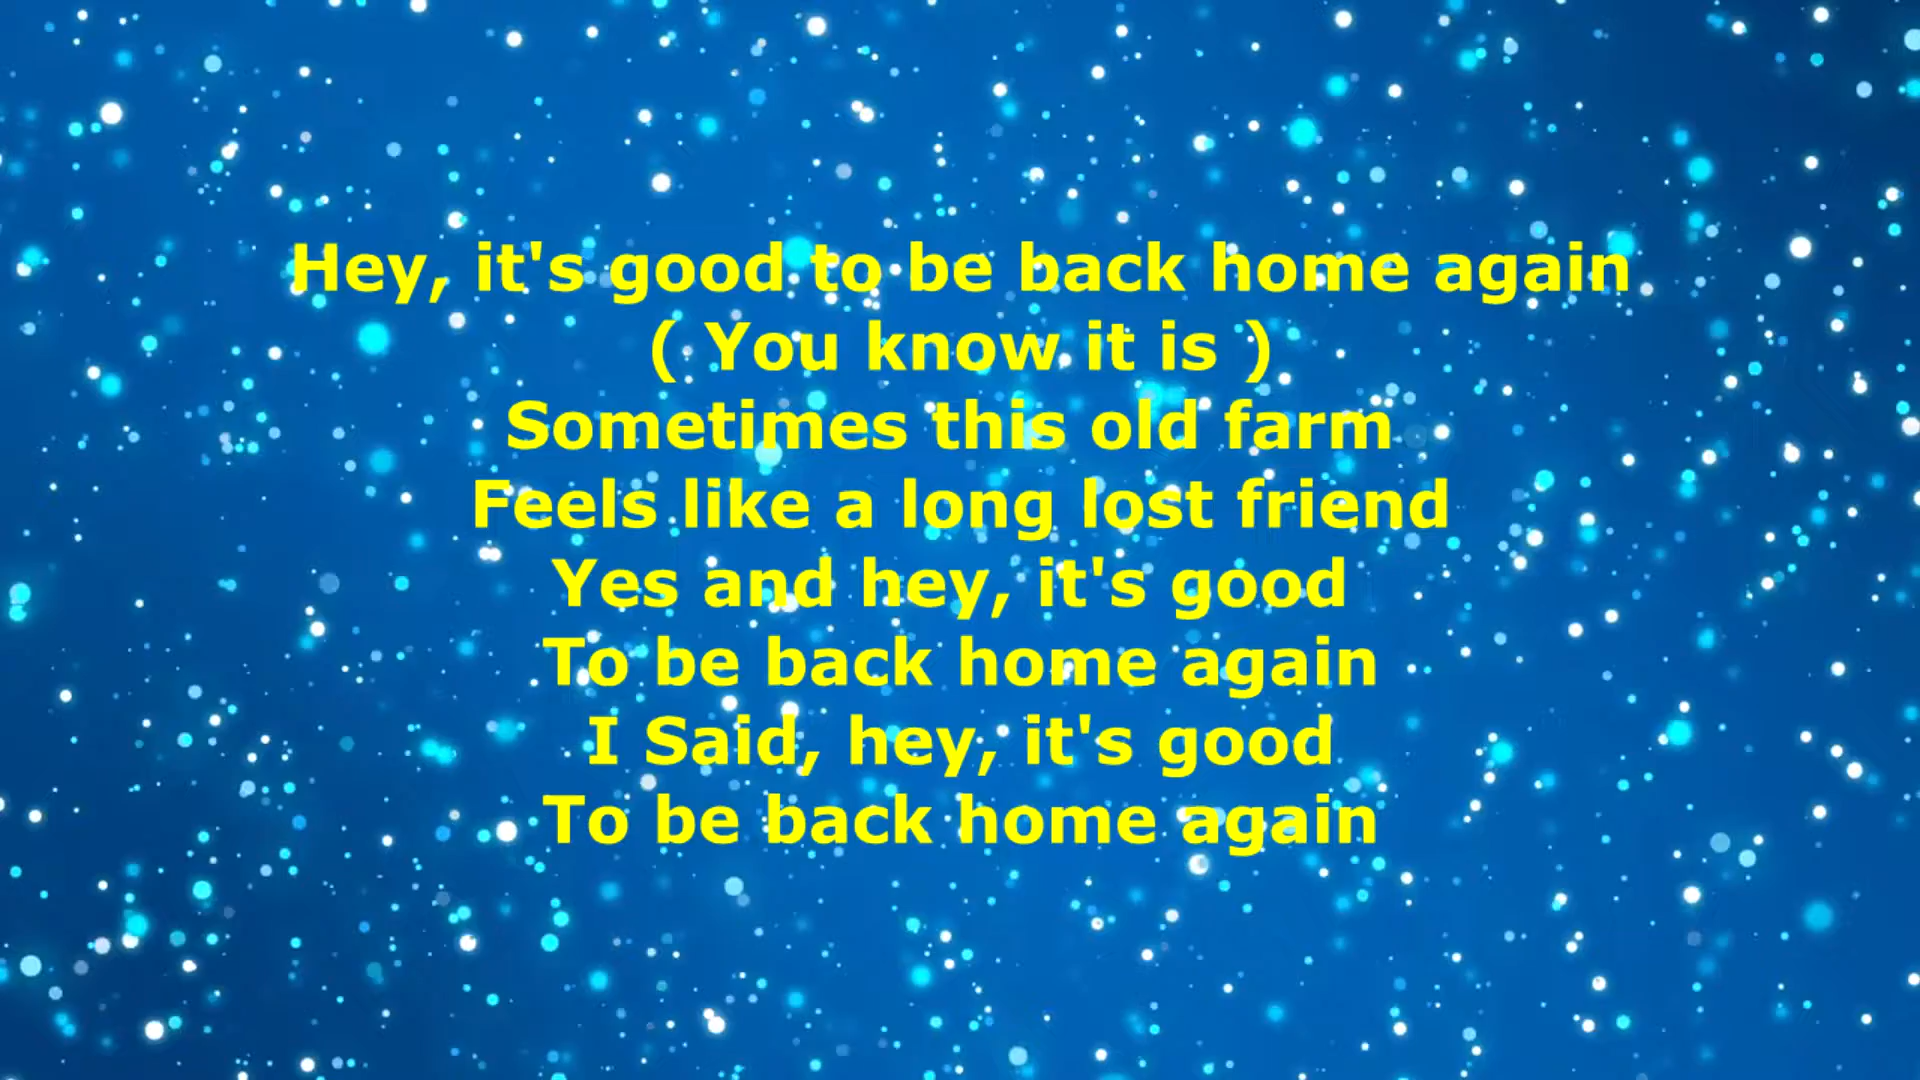 Hey, it's good to be back home again
( You know it is )
Sometimes this old farm
Feels like a long lost friend
Yes and hey, it's good
To be back home again
I Said, hey, it's good
To be back home again